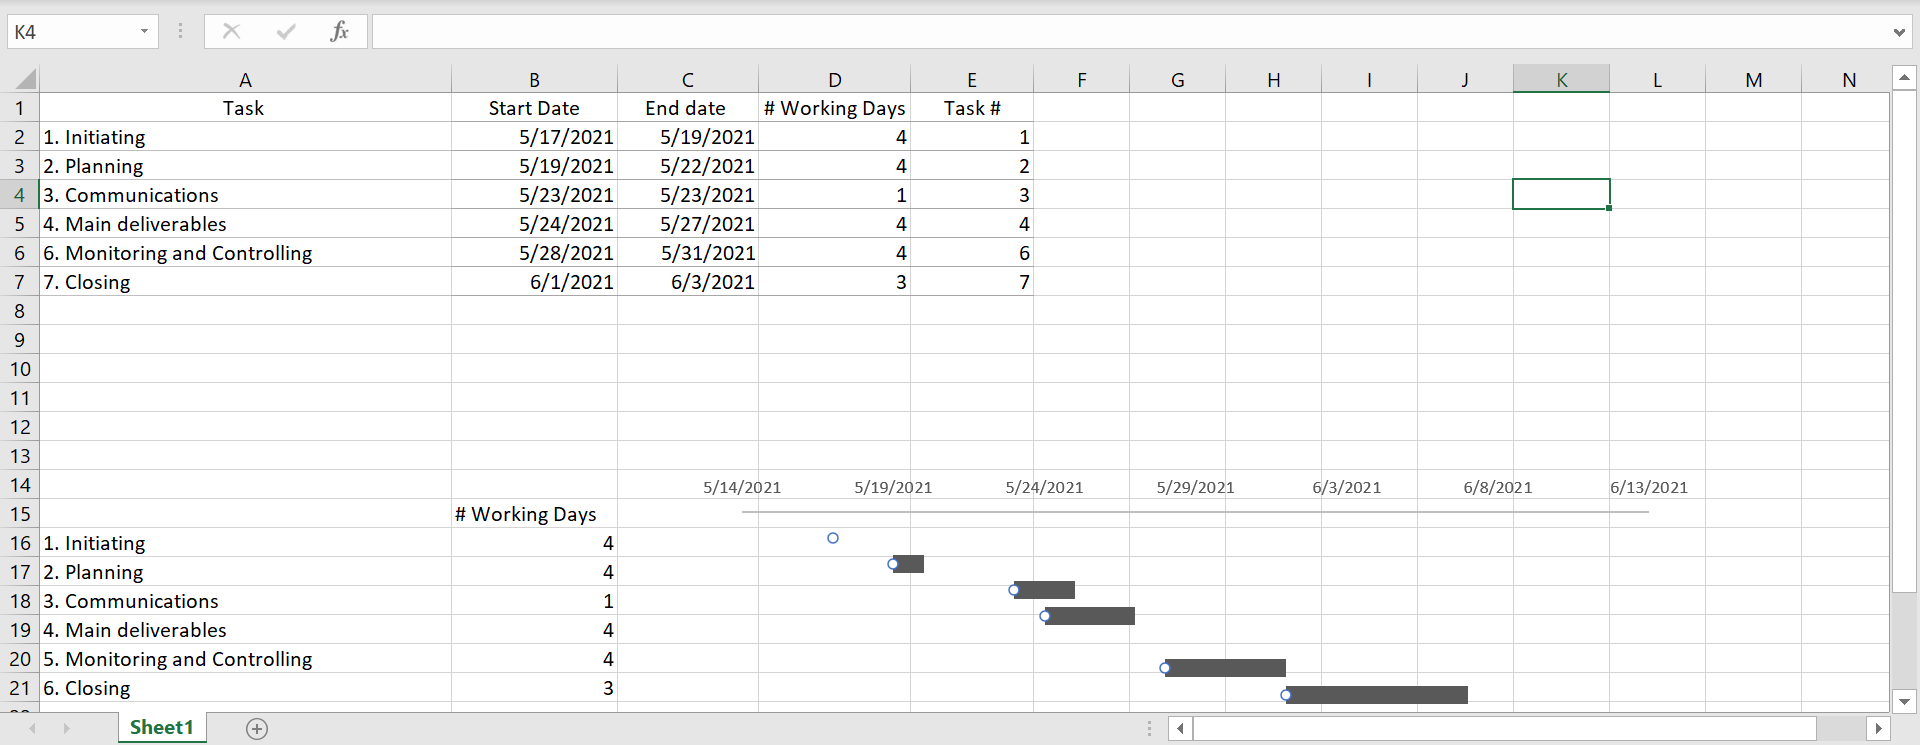 K4 fx
A B C D E F G H I J K L M N
1 Task Start Date End date # Working Days Task #
2 1. Initiating 5/17/2021 5/19/2021 4 1
3 2. Planning 5/19/2021 5/22/2021 4 2
4 3. Communications 5/23/2021 5/23/2021 1 3
5 4. Main deliverables 5/24/2021 5/27/2021 4 4
6 6. Monitoring and Controlling 5/28/2021 5/31/2021 4 6
7 7. Closing 6/1/2021 6/3/2021 3 7
8
9
10
11
12
13
14 5/14/2021 5/19/2021 5/24/2021 5/29/2021 6/3/2021 6/8/2021 6/13/2021
15 # Working Days
16 1. Initiating 4
17 2. Planning 4
18 3. Communications 1
19 4. Main deliverables 4
20 5. Monitoring and Controlling 4
21 6. Closing 3
Sheet1